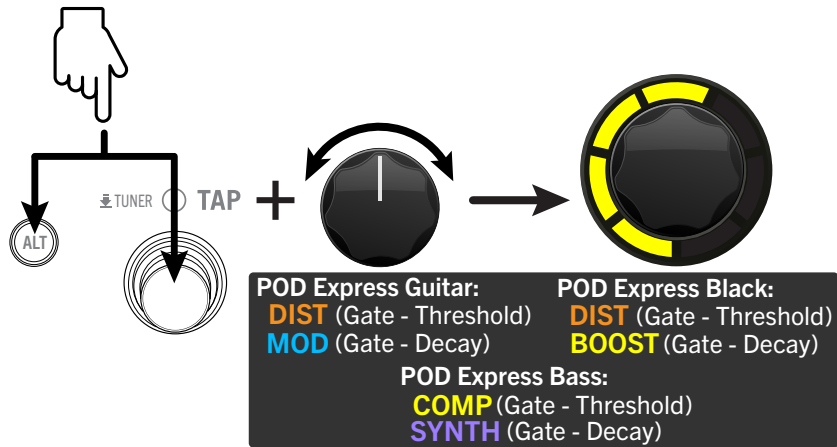 TUNER TAP
ALT
POD Express Guitar:
DIST (Gate - Threshold)
MOD (Gate - Decay)
POD Express Black:
DIST (Gate - Threshold)
BOOST (Gate - Decay)
POD Express Bass:
COMP (Gate - Threshold)
SYNTH (Gate - Decay)